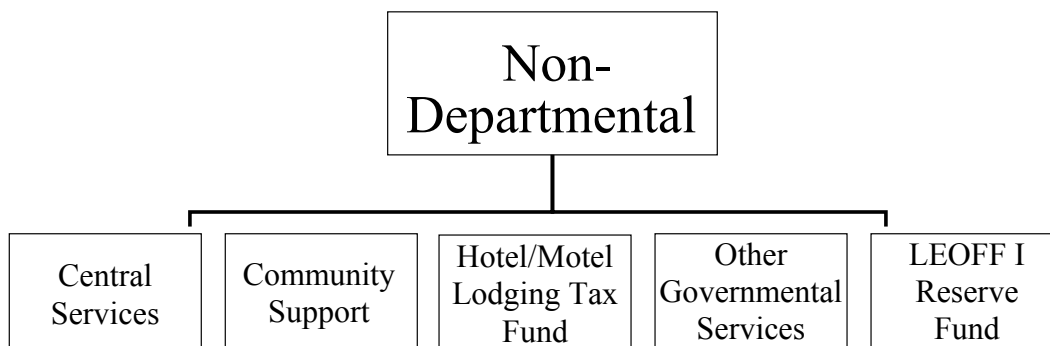 Non-
Departmental
Central
Services
Community
Support
Hotel/Motel
Lodging Tax
Fund
Other
Governmental
Services
LEOFF I
Reserve
Fund